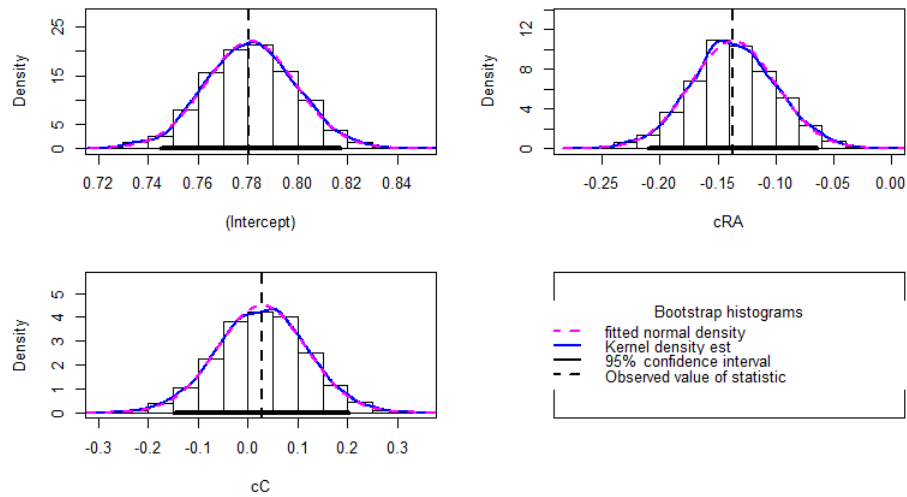 Density
0 5 15 25
0.72 0.74 0.76 0.78 0.80 0.82 0.84
(Intercept)
Density
0 4 8 12
-0.25 -0.20 -0.15 -0.10 -0.05 0.00
cRA
Density
0 1 2 3 4 5
-0.3 -0.2 -0.1 0.0 0.1 0.2 0.3
cC
Bootstrap histograms
fitted normal density
Kernel density est
95% confidence interval
Observed value of statistic